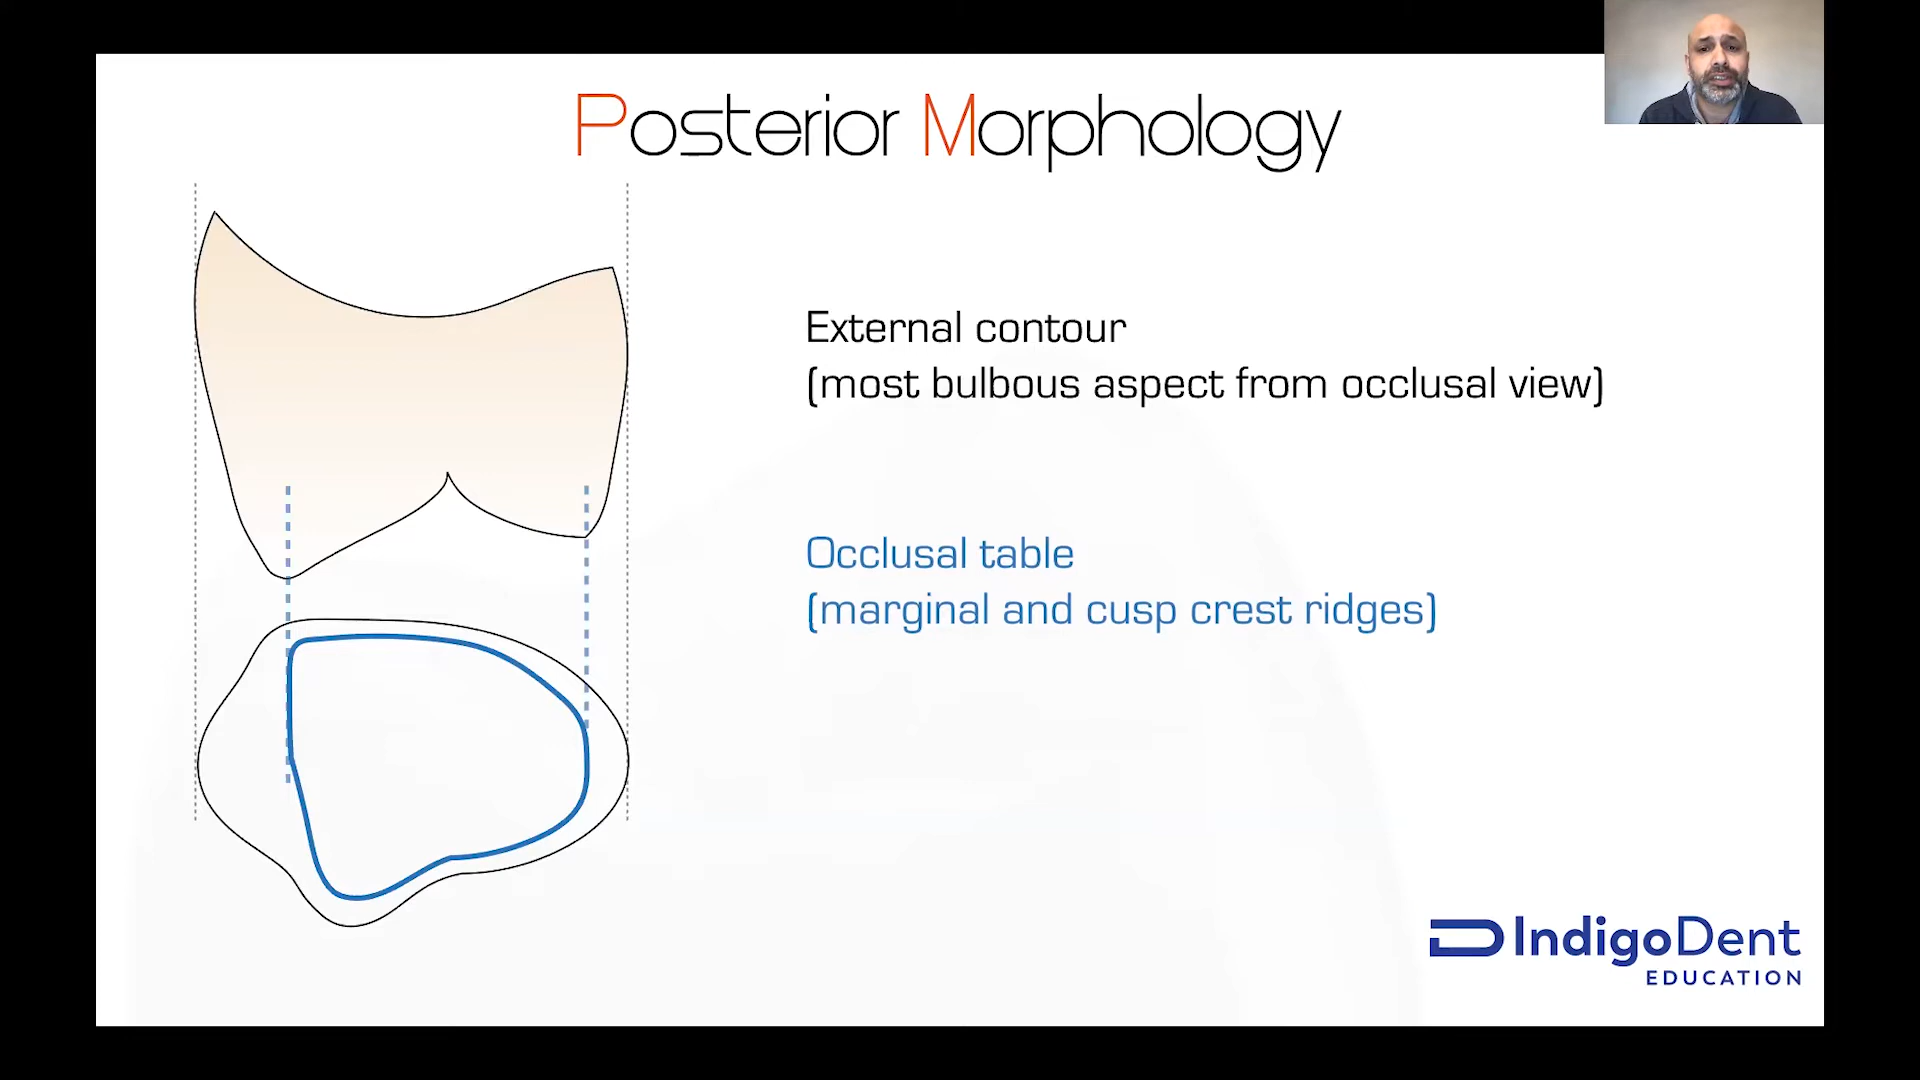 Posterior Morphology
External contour
(most bulbous aspect from occlusal view)
Occlusal table
(marginal and cusp crest ridges)
IndigoDent
EDUCATION